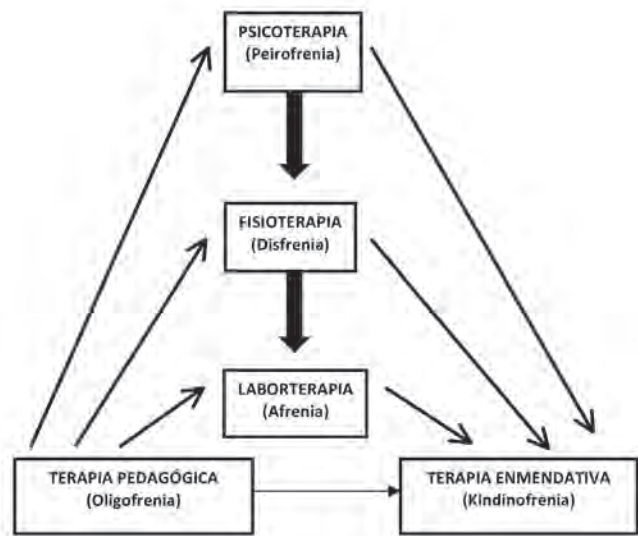 PSICOTERAPIA
(Peirofrenia)
FISIOTERAPIA
(Disfrenia)
LABORTERAPIA
(Afrenia)
TERAPIA PEDAGÓGICA
(Oligofrenia)
TERAPIA ENMENDATIVA
(Kindinofrenia)